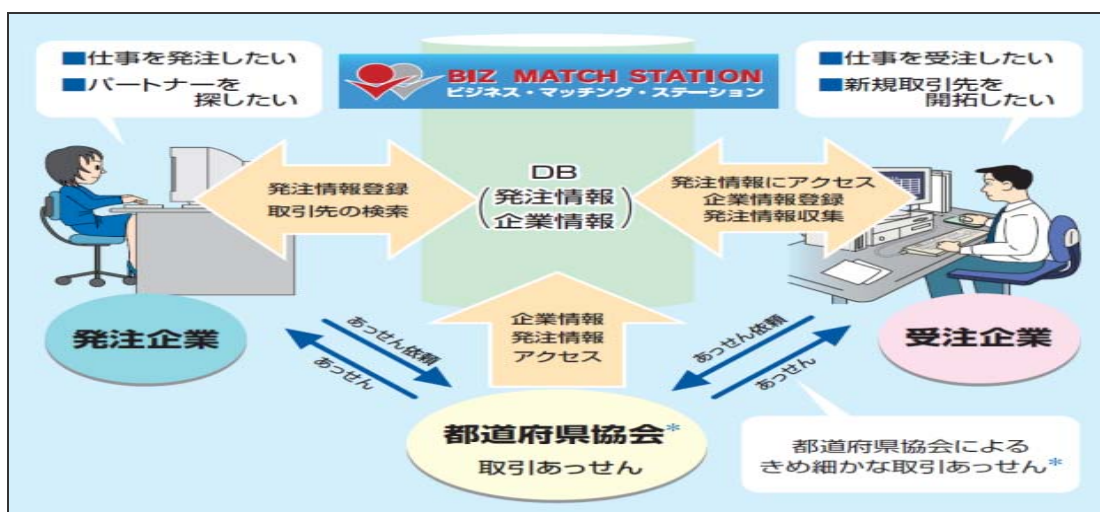 ■仕事を発注したい
■パートナーを
探したい
BIZ MATCH STATION
ビジネス・マッチング・ステーション
■仕事を受注したい
■新規取引先を
開拓したい
発注情報登録
取引先の検索
DB
(発注情報
企業情報)
発注情報にアクセス
企業情報登録
発注情報収集
発注企業
あっせん依頼
あっせん
企業情報
発注情報
アクセス
あっせん依頼
あっせん
受注企業
都道府県協会*
取引あっせん
都道府県協会による
きめ細かな取引あっせん*